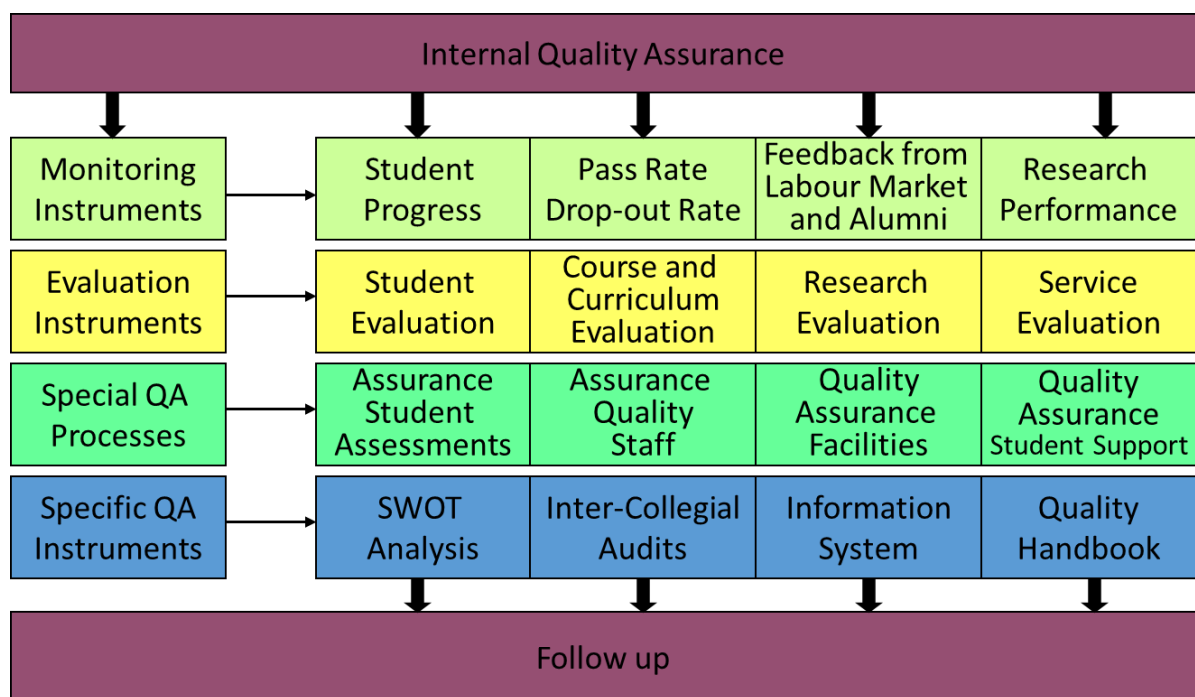 Internal Quality Assurance
Monitoring
Instruments
Student
Progress
Pass Rate
Drop-out Rate
Feedback from
Labour Market
and Alumni
Research
Performance
Evaluation
Instruments
Student
Evaluation
Course and
Curriculum
Evaluation
Research
Evaluation
Service
Evaluation
Special QA
Processes
Assurance
Student
Assessments
Assurance
Quality
Staff
Quality
Assurance
Facilities
Quality
Assurance
Student Support
Specific QA
Instruments
SWOT
Analysis
Inter-Collegial
Audits
Information
System
Quality
Handbook
Follow up